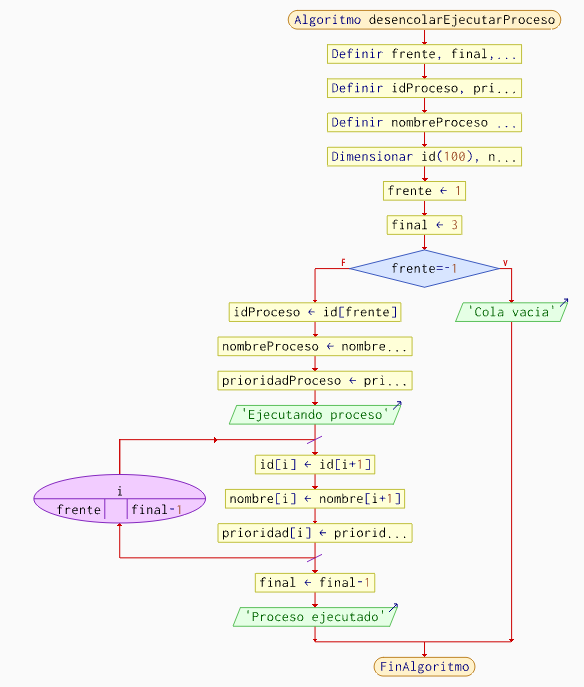 Algoritmo desencolarEjecutarProceso
Definir frente, final,...
Definir idProceso, pri...
Definir nombreProceso ...
Dimensionar id(100), n...
frente ← 1
final ← 3
frente=-1
F
V
idProceso ← id[frente]
'Cola vacia'
nombreProceso ← nombre...
prioridadProceso ← pri...
'Ejecutando proceso'
id[i] ← id[i+1]
i
frente
final-1
nombre[i] ← nombre[i+1]
prioridad[i] ← priorid...
final ← final-1
'Proceso ejecutado'
FinAlgoritmo